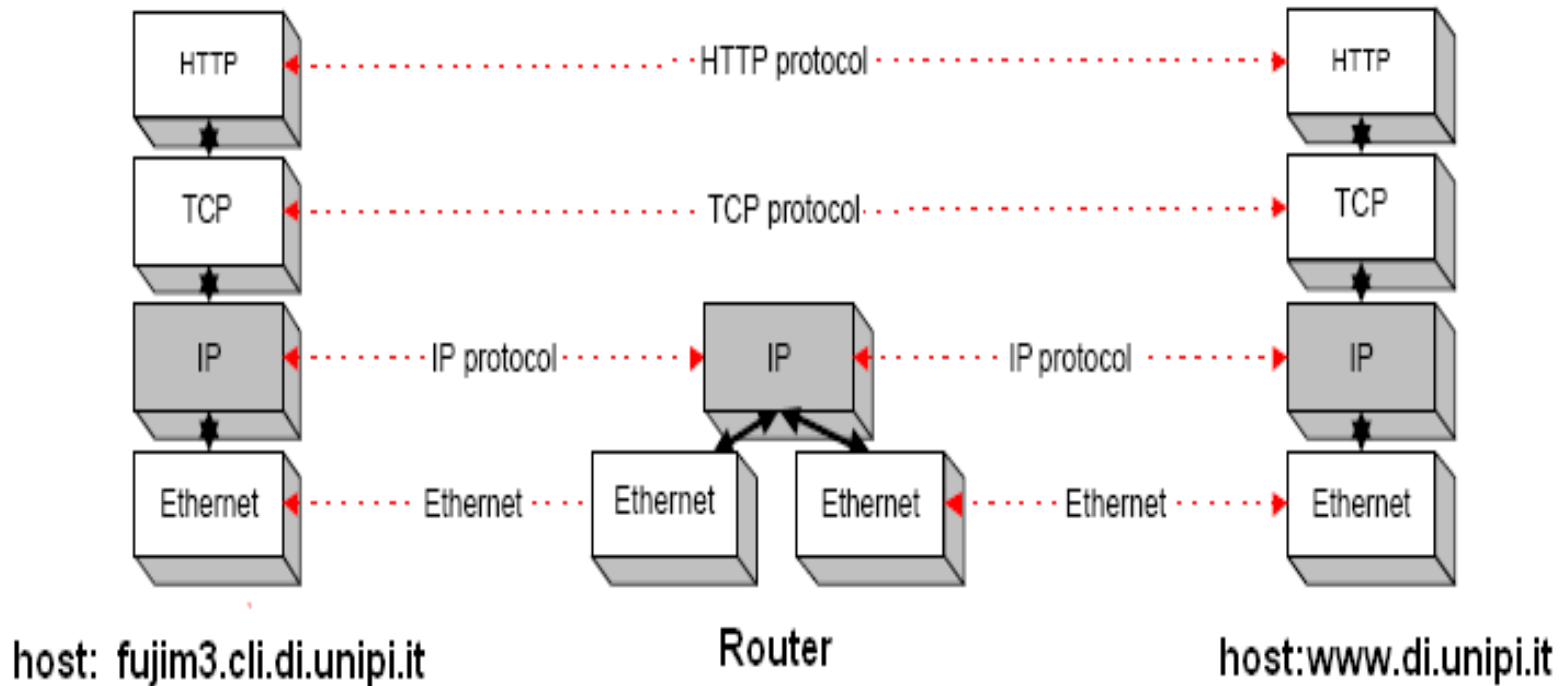 HTTP
HTTP protocol
HTTP
TCP
TCP protocol
TCP
IP
IP protocol
IP
IP protocol
IP
Ethernet
Ethernet
Ethernet
Ethernet
Ethernet
Ethernet
host: fujim3.cli.di.unipi.it
Router
host:www.di.unipi.it